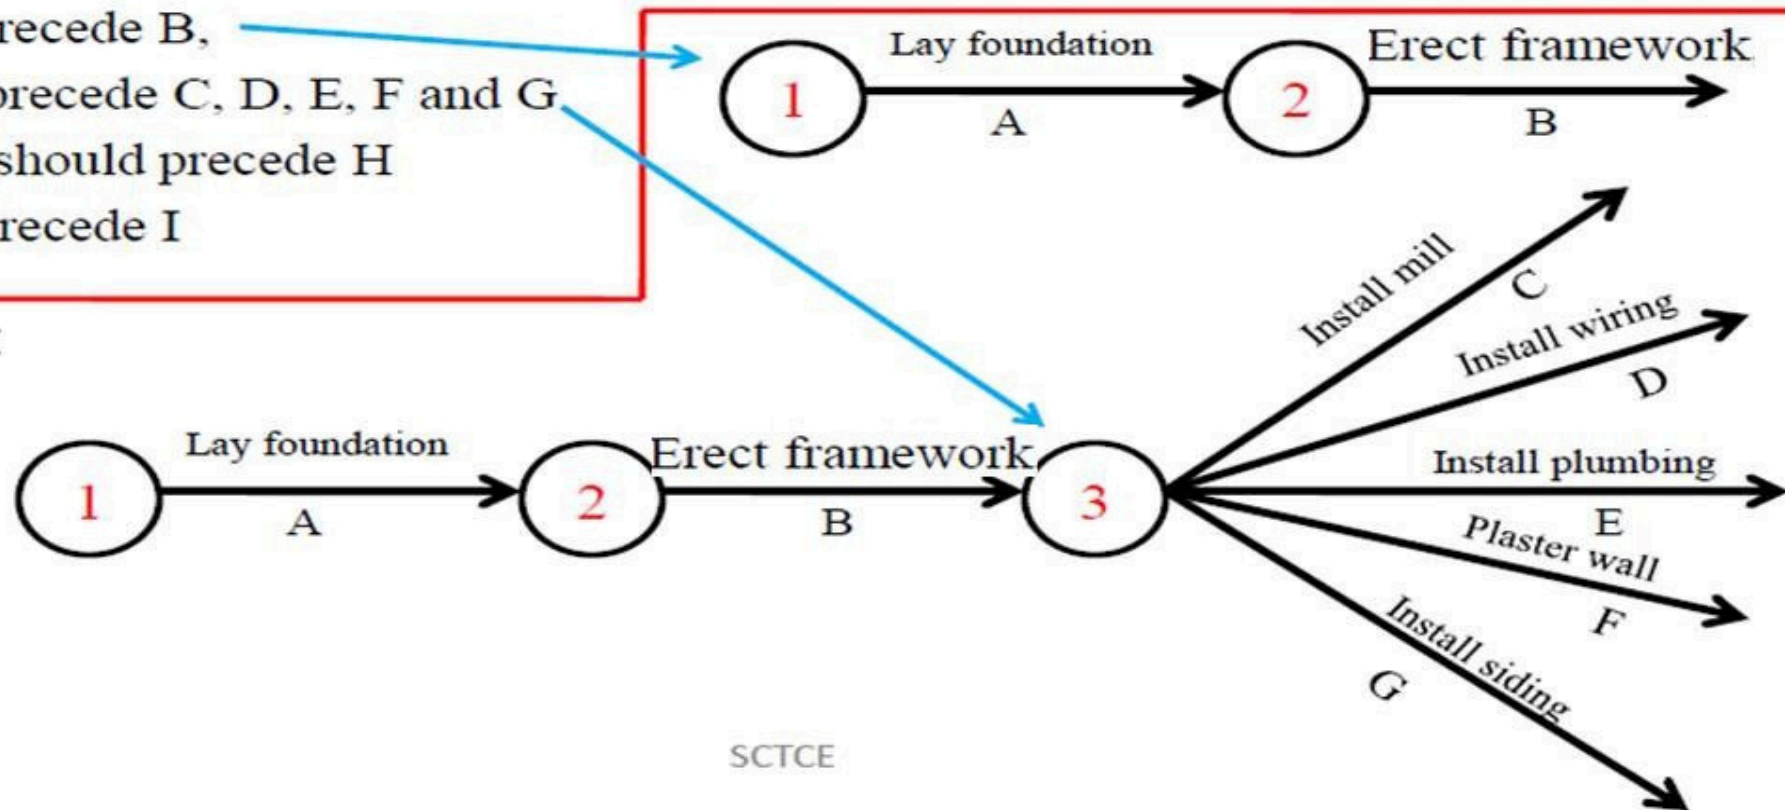 recede B,
precede C, D, E, F and G
should precede H
recede I
Lay foundation
Erect framework
1
2
A
B
Install mill
C
Install wiring
D
Lay foundation
Erect framework
Install plumbing
1
2
3
A
B
E
Plaster wall
F
Install siding
G
SCTCE